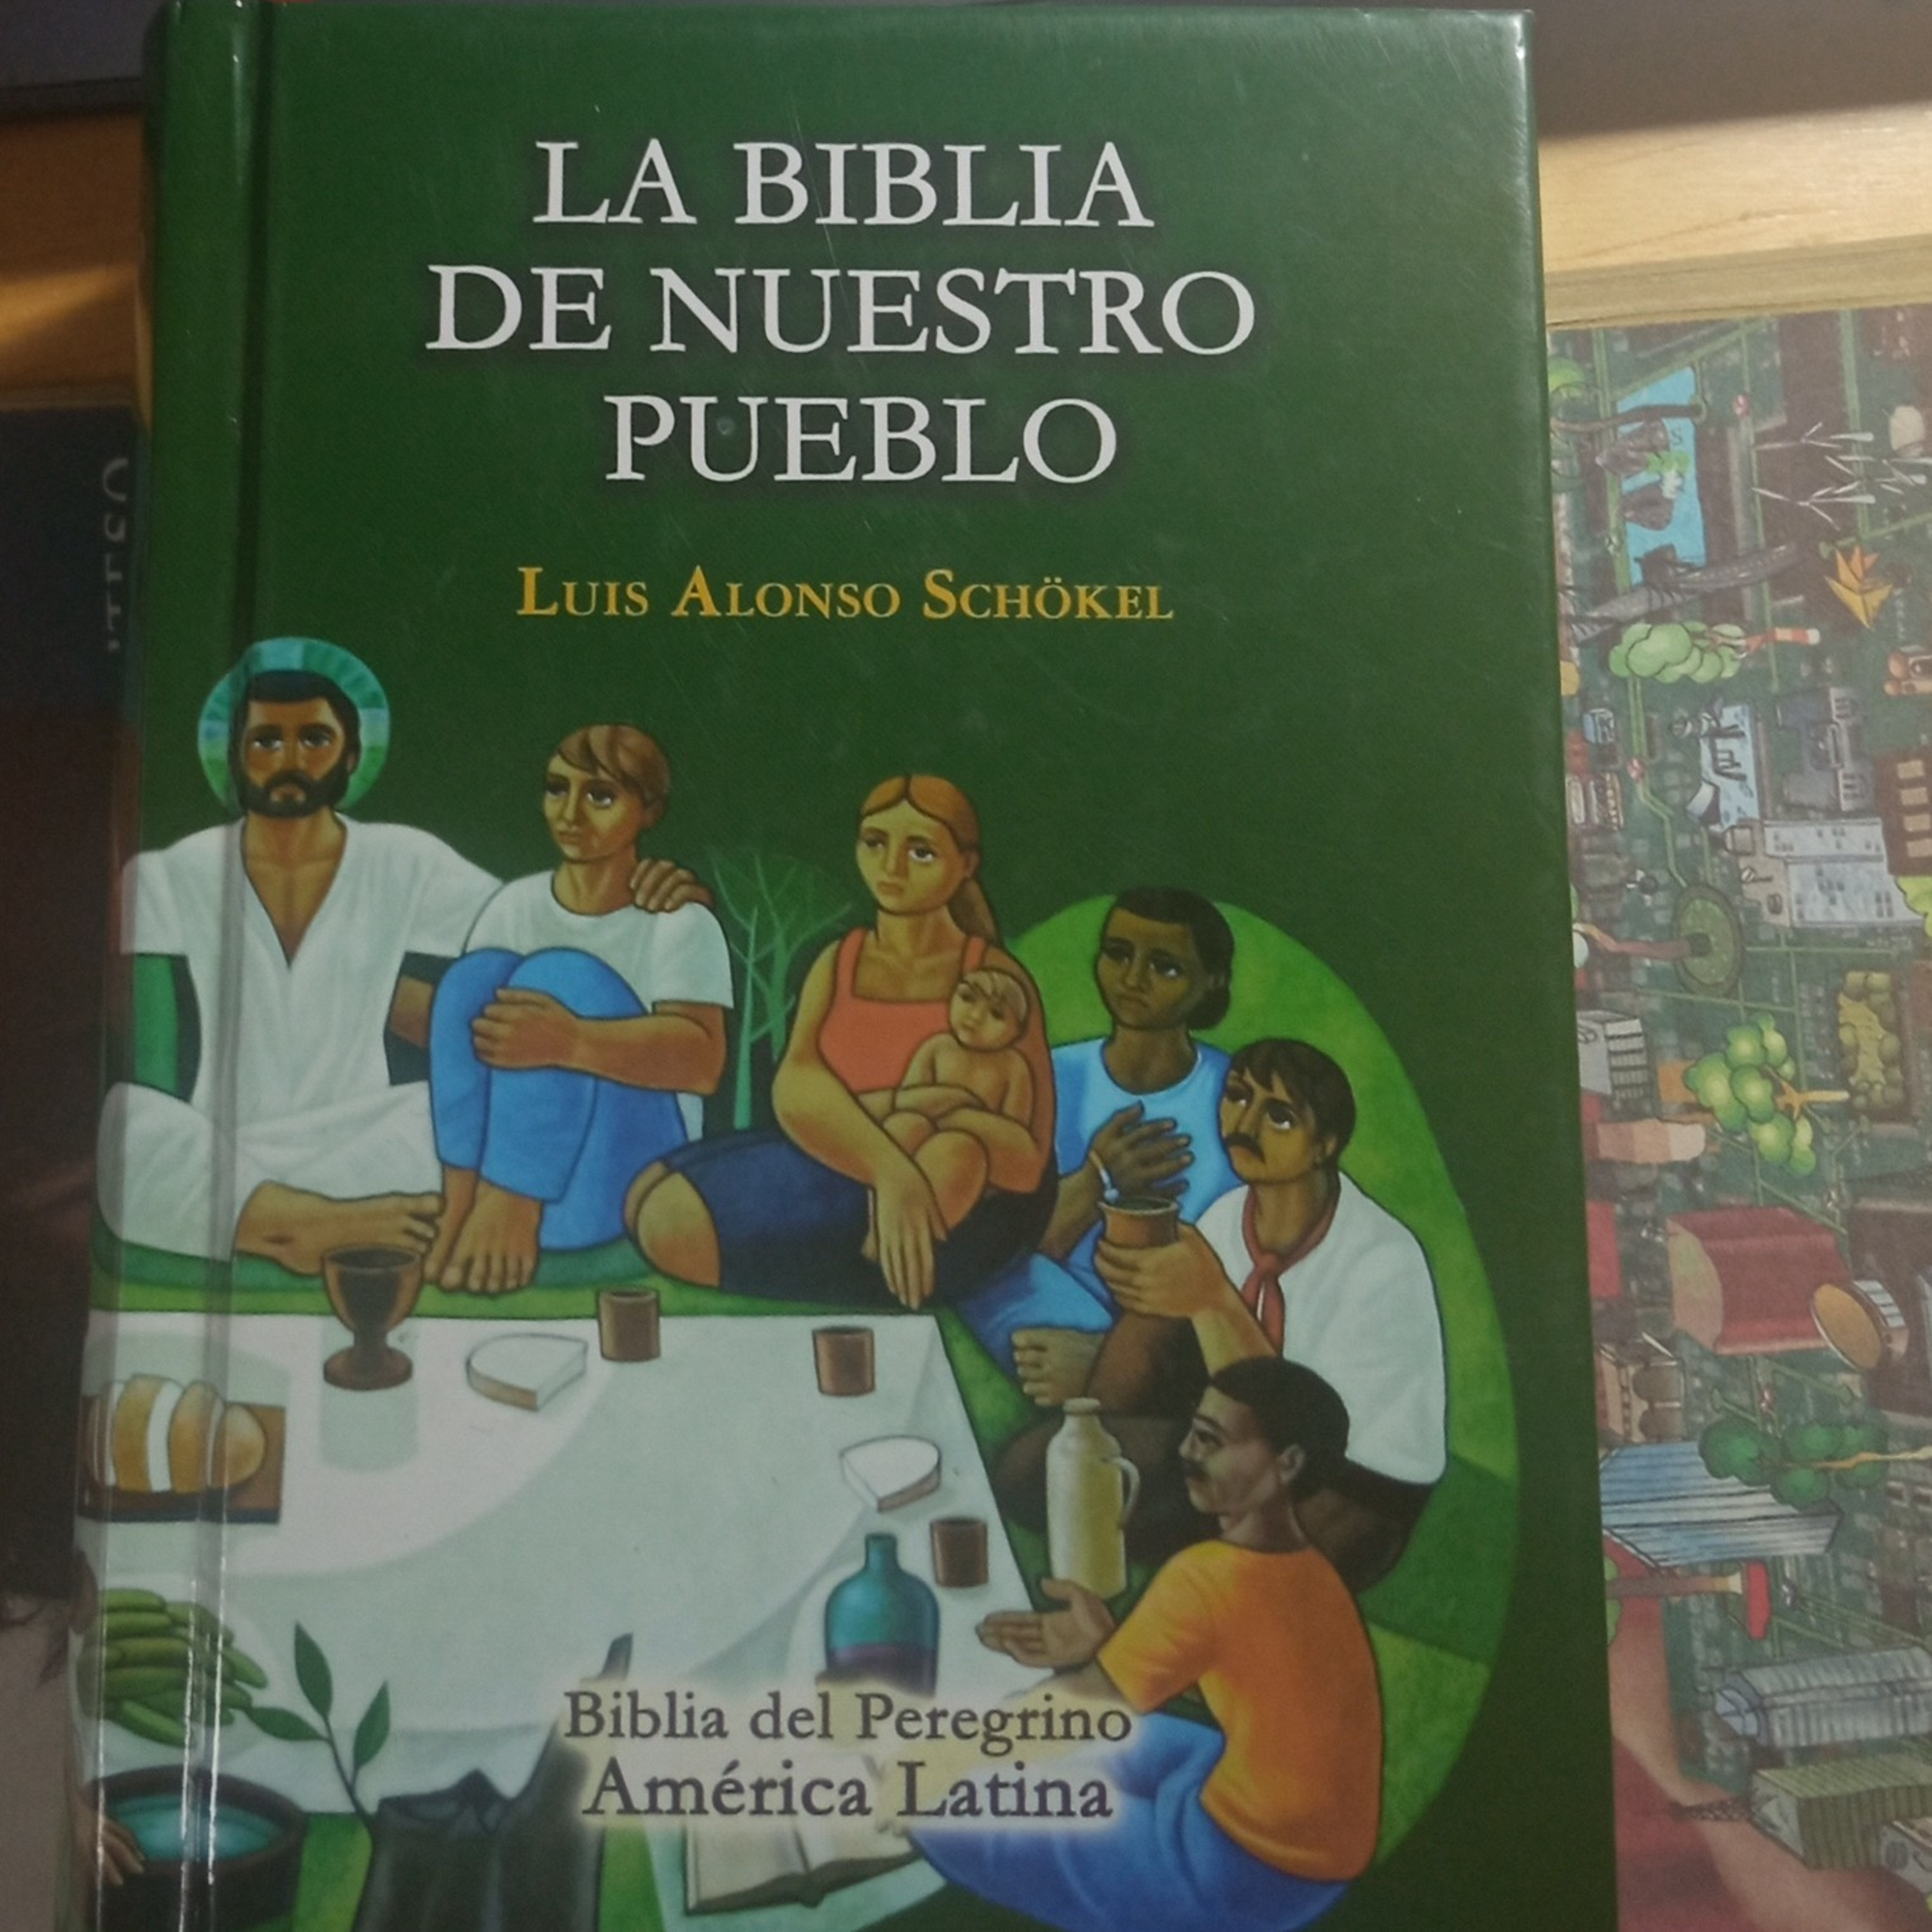 LA BIBLIA
DE NUESTRO
PUEBLO
LUIS ALONSO SCHÖKEL
Biblia del Peregrino
América Latina